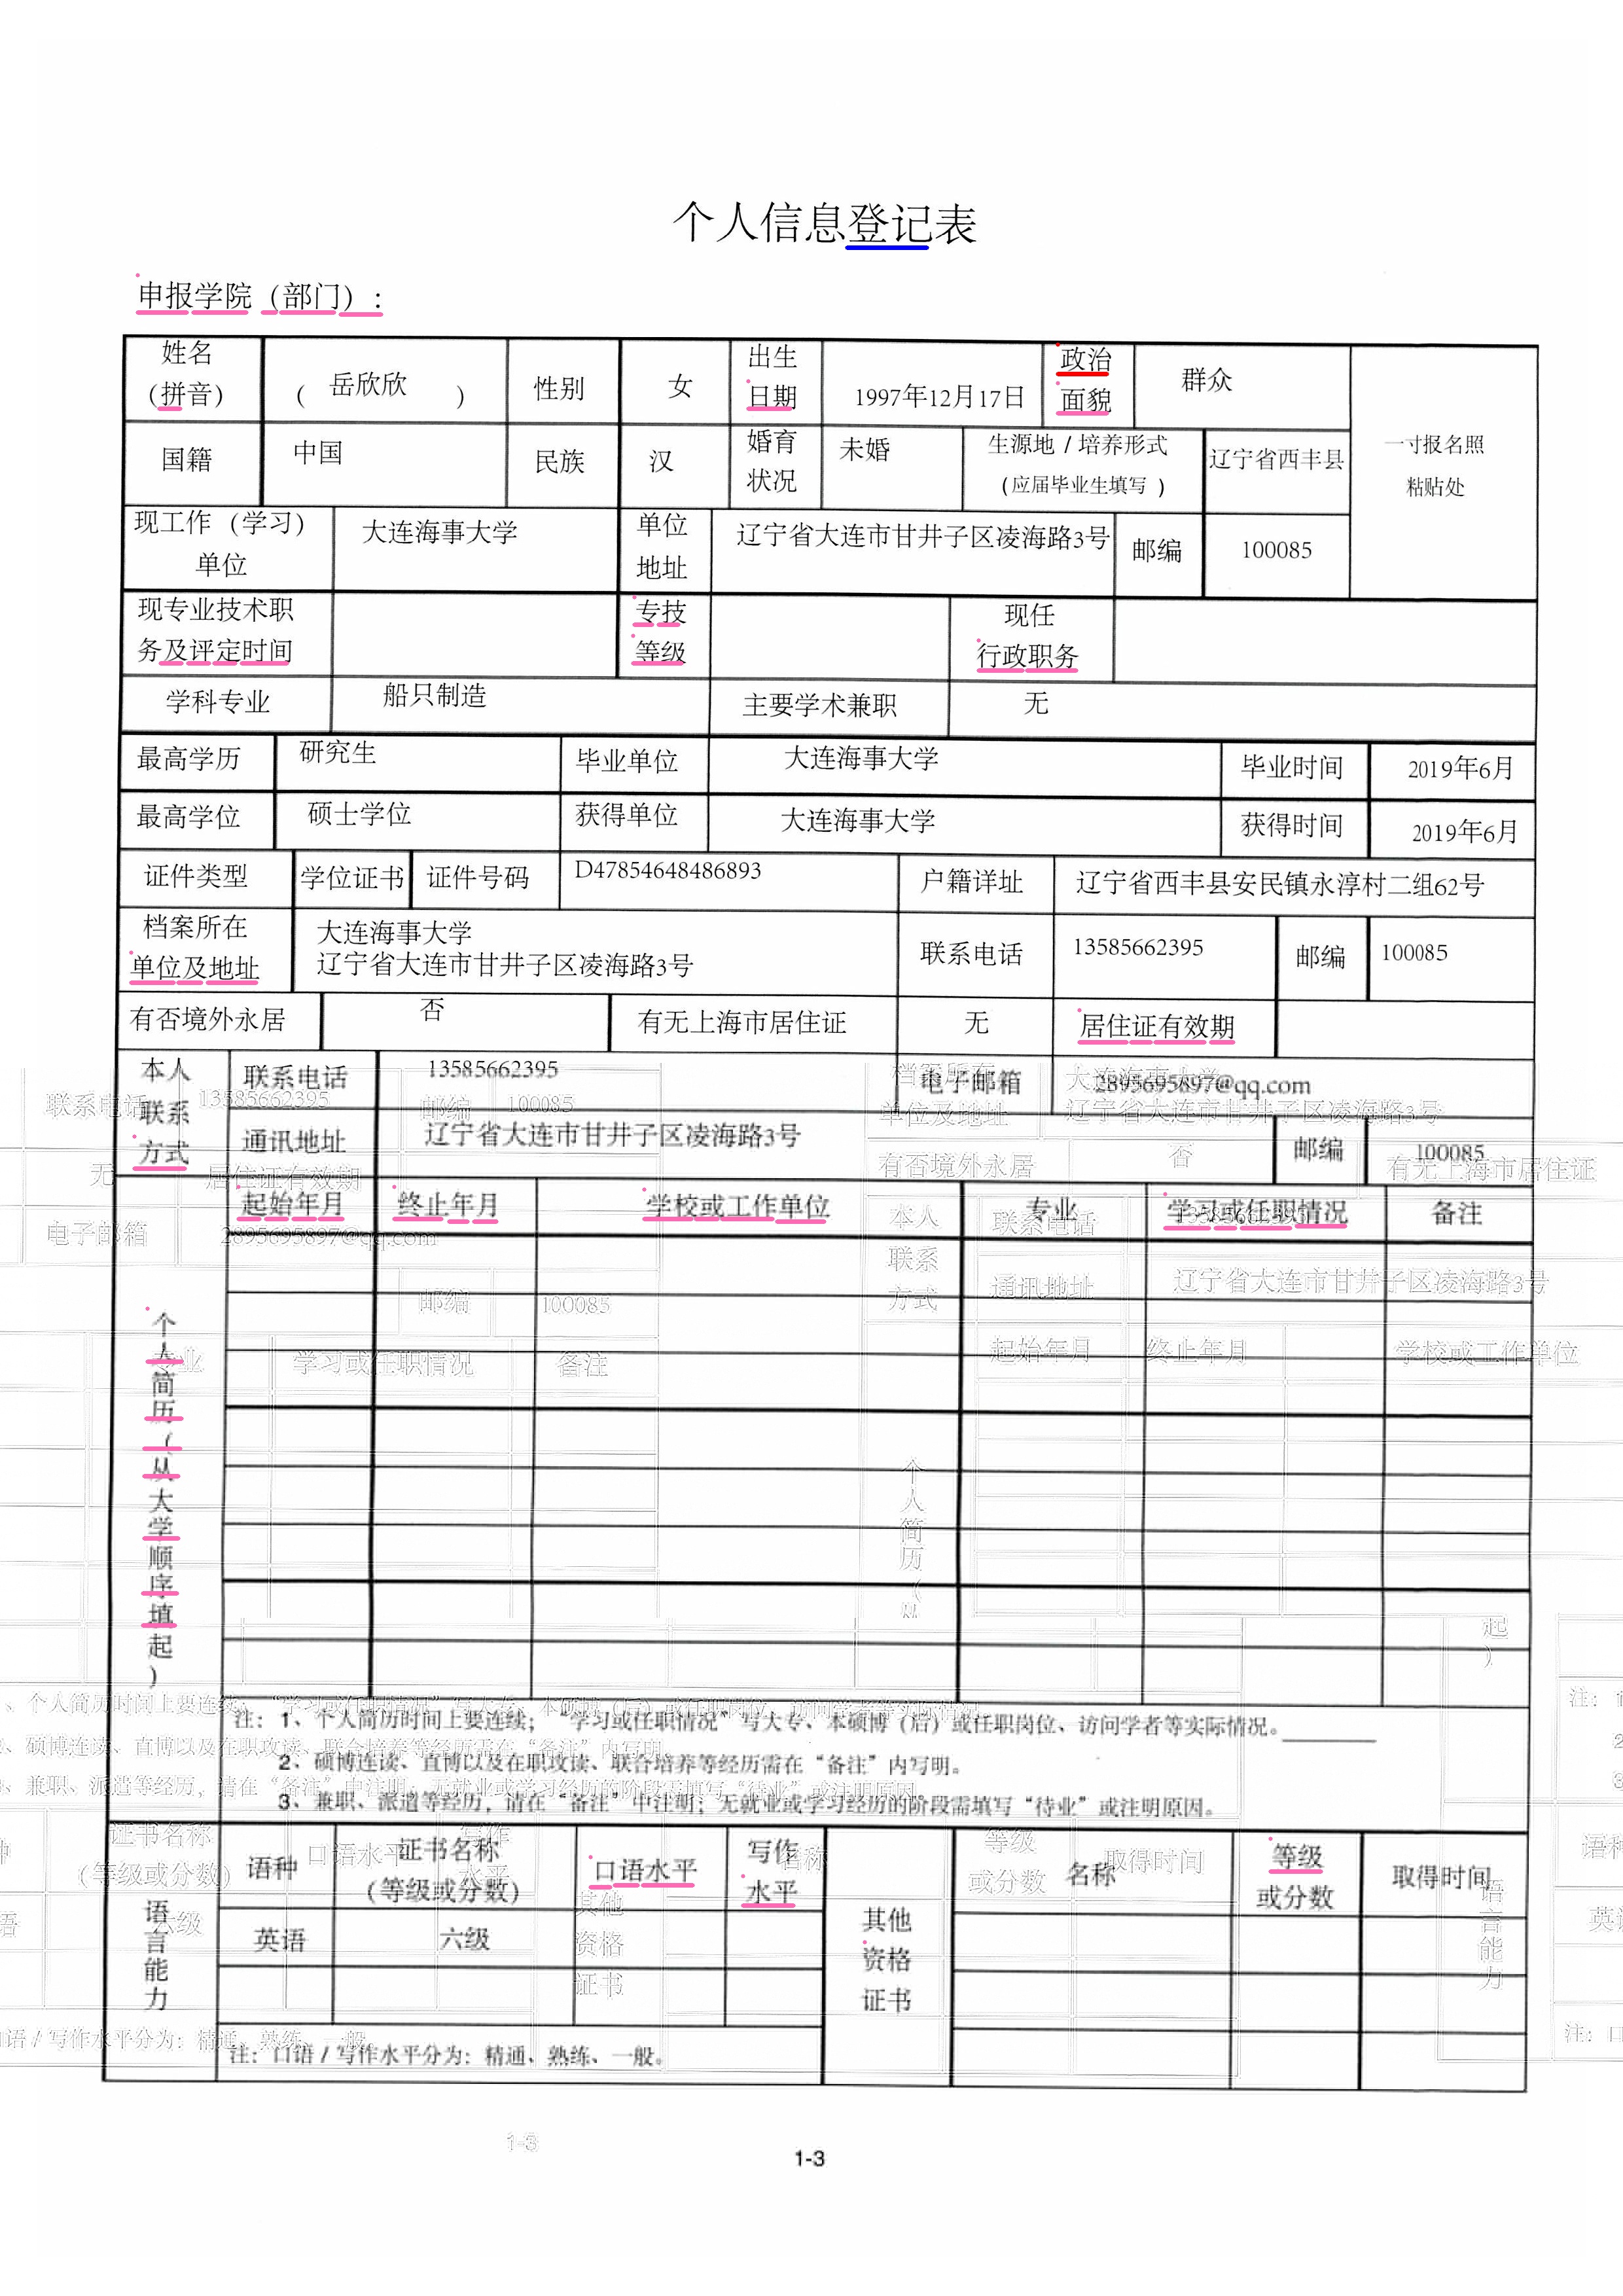 个人信息登记表
申报学院（部门）：
姓名
（拼音）
岳欣欣
（ ）
性别
女
出生
日期
1997年12月17日
政治
面貌
群众
一寸报名照
粘贴处
国籍
中国
民族
汉
婚育
状况
未婚
生源地 / 培养形式
（应届毕业生填写 ）
辽宁省西丰县
现工作（学习）
单位
大连海事大学
单位
地址
辽宁省大连市甘井子区凌海路3号
邮编
100085
现专业技术职
务及评定时间
专技
等级
现任
行政职务
学科专业
船只制造
主要学术兼职
无
最高学历
研究生
毕业单位
大连海事大学
毕业时间
2019年6月
最高学位
硕士学位
获得单位
大连海事大学
获得时间
2019年6月
证件类型
学位证书
证件号码
D47854648486893
户籍详址
辽宁省西丰县安民镇永淳村二组62号
档案所在
单位及地址
大连海事大学
辽宁省大连市甘井子区凌海路3号
联系电话
13585662395
邮编
100085
有否境外永居
否
有无上海市居住证
无
居住证有效期
本人
联系
方式
联系电话
13585662395
电子邮箱
2895695897@qq.com
通讯地址
辽宁省大连市甘井子区凌海路3号
邮编
100085
个人简历（从大学顺序填起）
起始年月
终止年月
学校或工作单位
专业
学习或任职情况
备注
注：1、个人简历时间上要连续；“学习或任职情况”写大专、本硕博（后）或任职岗位、访问学者等实际情况。
2、硕博连读、直博以及在职攻读、联合培养等经历需在“备注”内写明。
3、兼职、派遣等经历，请在“备注”中注明；无就业或学习经历的阶段需填写“待业”或注明原因。
语言能力
语种
证书名称
（等级或分数）
口语水平
写作
水平
其他
资格
证书
名称
等级
或分数
取得时间
英语
六级
注：口语 / 写作水平分为：精通、熟练、一般。
1-3